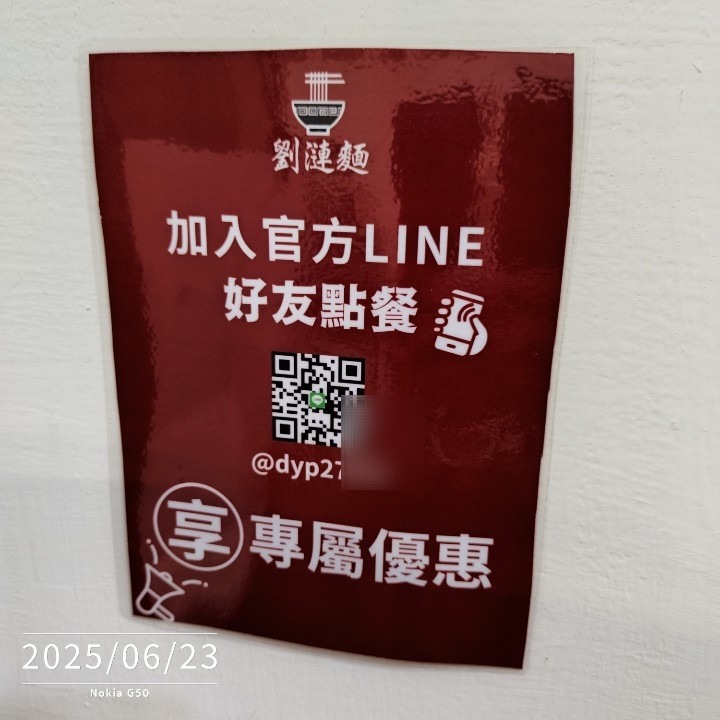 劉漣麵
加入官方LINE
好友點餐
@dyp27
享專屬優惠
2025/06/23
Nokia G50